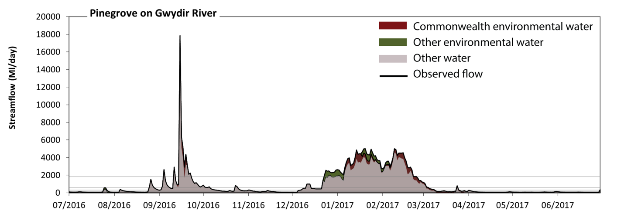 Pinegrove on Gwydir River
Streamflow (Ml/day)
20000
18000
16000
14000
12000
10000
8000
6000
4000
2000
0
Commonwealth environmental water
Other environmental water
Other water
Observed flow
07/2016 08/2016 09/2016 10/2016 11/2016 12/2016 01/2017 02/2017 03/2017 04/2017 05/2017 06/2017